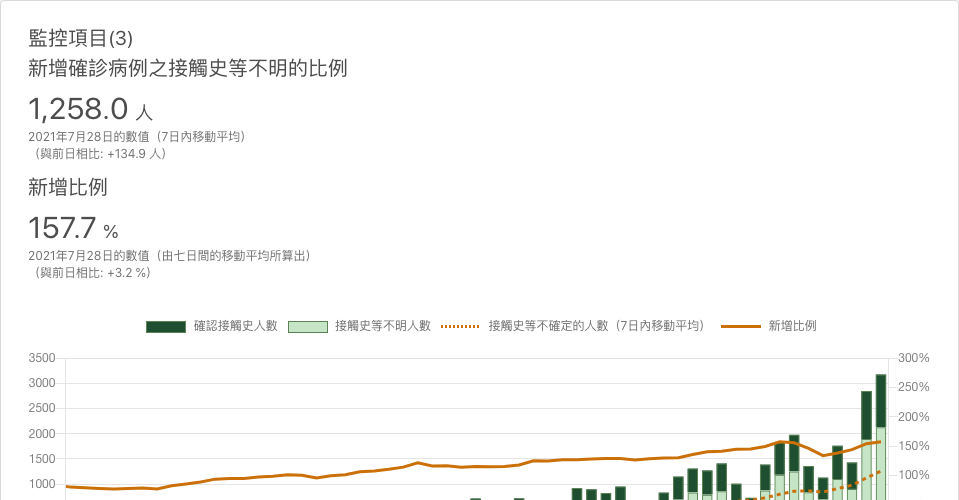 監控項目(3)
新增確診病例之接觸史等不明的比例
1,258.0 人
2021年7月28日的數值（7日內移動平均）
（與前日相比: +134.9 人）
新增比例
157.7 %
2021年7月28日的數值（由七日間的移動平均所算出）
（與前日相比: +3.2 %）
確認接觸史人數 接觸史等不明人數 接觸史等不確定的人數（7日內移動平均） 新增比例
3500 300%
3000 250%
2500 200%
2000 150%
1500 100%
1000